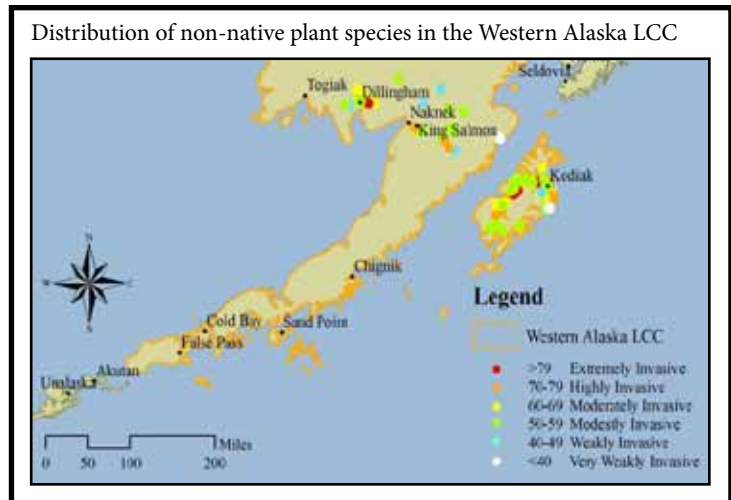 Distribution of non-native plant species in the Western Alaska LCC
Seldovia
Togiak
Dillingham
Naknek
King Salmon
Kodiak
N
W
E
S
Chignik
Legend
Cold Bay
Sand Point
Western Alaska LCC
False Pass
>79 Extremely Invasive
Akutan
70-79 Highly Invasive
Unalaska
60-69 Moderately Invasive
50-59 Modestly Invasive
Miles
40-49 Weakly Invasive
0 50 100 200
<40 Very Weakly Invasive